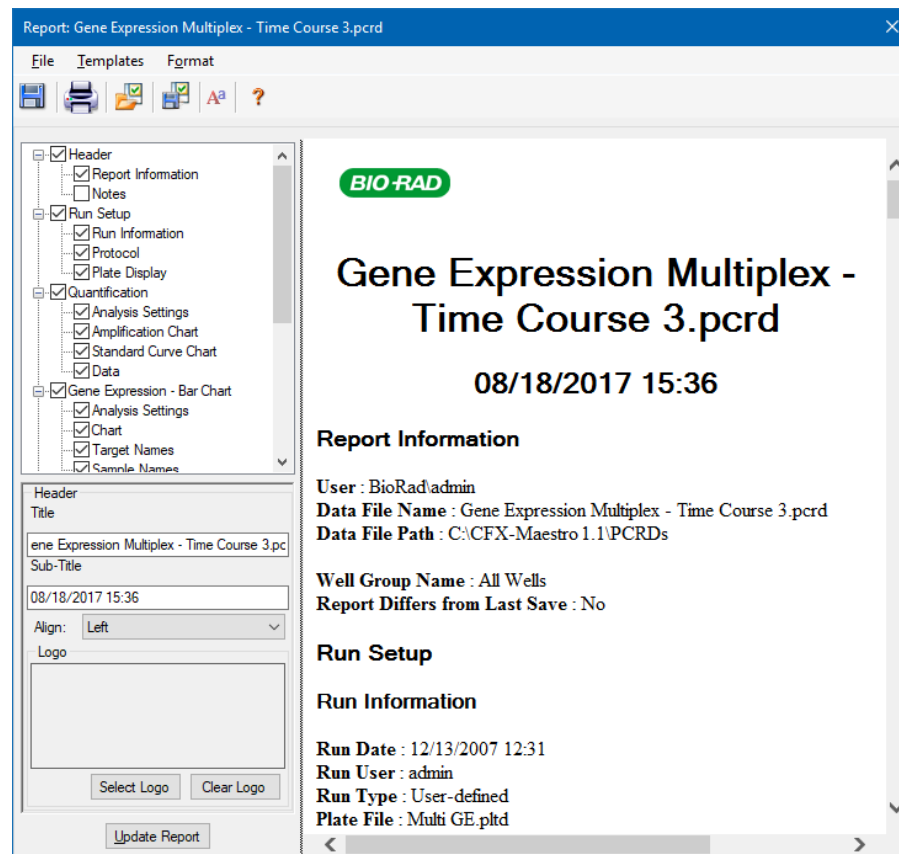 Report: Gene Expression Multiplex - Time Course 3.pcrd
File Templates Format
Aa ?
Header
Report Information
Notes
Run Setup
Run Information
Protocol
Plate Display
Quantification
Analysis Settings
Amplification Chart
Standard Curve Chart
Data
Gene Expression - Bar Chart
Analysis Settings
Chart
Target Names
Sample Names
Header
Title
ene Expression Multiplex - Time Course 3.pc
Sub-Title
08/18/2017 15:36
Align: Left
Logo
Select Logo Clear Logo
Update Report
BIO-RAD
Gene Expression Multiplex -
Time Course 3.pcrd
08/18/2017 15:36
Report Information
User : BioRad\admin
Data File Name : Gene Expression Multiplex - Time Course 3.pcrd
Data File Path : C:\CFX-Maestro 1.1\PCRDs
Well Group Name : All Wells
Report Differs from Last Save : No
Run Setup
Run Information
Run Date : 12/13/2007 12:31
Run User : admin
Run Type : User-defined
Plate File : Multi GE.pltd